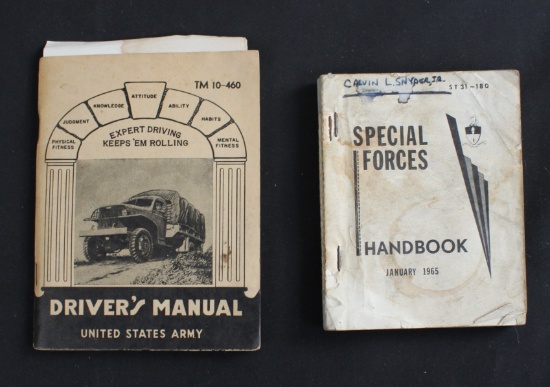 TM 10-460
ATTITUDE
KNOWLEDGE
ABILITY
JUDGMENT
HABITS
PHYSICAL FITNESS
MENTAL FITNESS
EXPERT DRIVING
KEEPS 'EM ROLLING
DRIVER'S MANUAL
UNITED STATES ARMY
CALVIN L. SNYDER, JR.
ST 31-180
SPECIAL
FORCES
HANDBOOK
JANUARY 1965